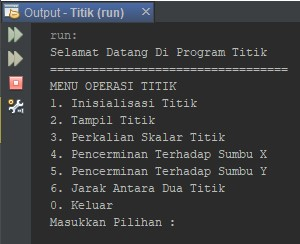 Output - Titik (run)
run:
Selamat Datang Di Program Titik
==================================
MENU OPERASI TITIK
1. Inisialisasi Titik
2. Tampil Titik
3. Perkalian Skalar Titik
4. Pencerminan Terhadap Sumbu X
5. Pencerminan Terhadap Sumbu Y
6. Jarak Antara Dua Titik
0. Keluar
Masukkan Pilihan :